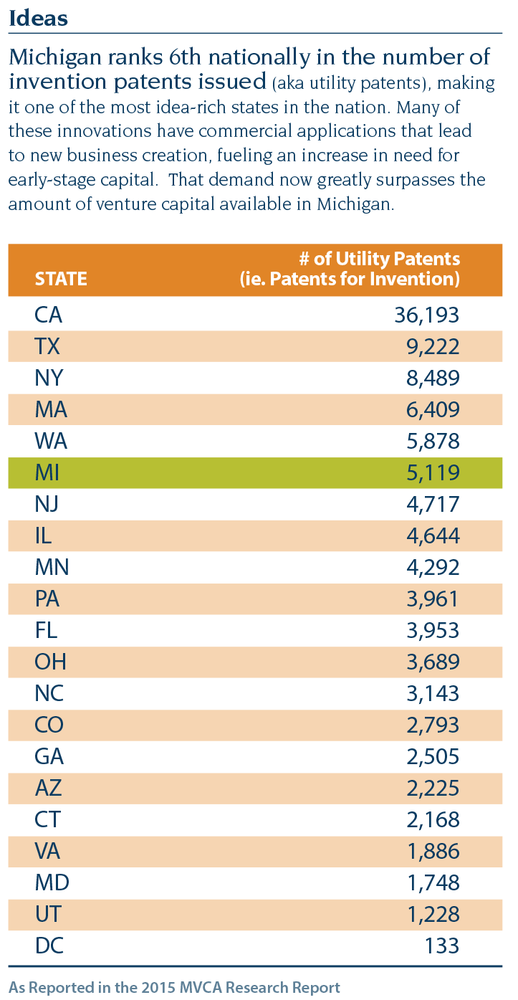 Ideas
Michigan ranks 6th nationally in the number of
invention patents issued (aka utility patents), making
it one of the most idea-rich states in the nation. Many of
these innovations have commercial applications that lead
to new business creation, fueling an increase in need for
early-stage capital.  That demand now greatly surpasses the
amount of venture capital available in Michigan.
# of Utility Patents
STATE (ie. Patents for Invention)
CA 36,193
TX 9,222
NY 8,489
MA 6,409
WA 5,878
MI 5,119
NJ 4,717
IL 4,644
MN 4,292
PA 3,961
FL 3,953
OH 3,689
NC 3,143
CO 2,793
GA 2,505
AZ 2,225
CT 2,168
VA 1,886
MD 1,748
UT 1,228
DC 133
As Reported in the 2015 MVCA Research Report